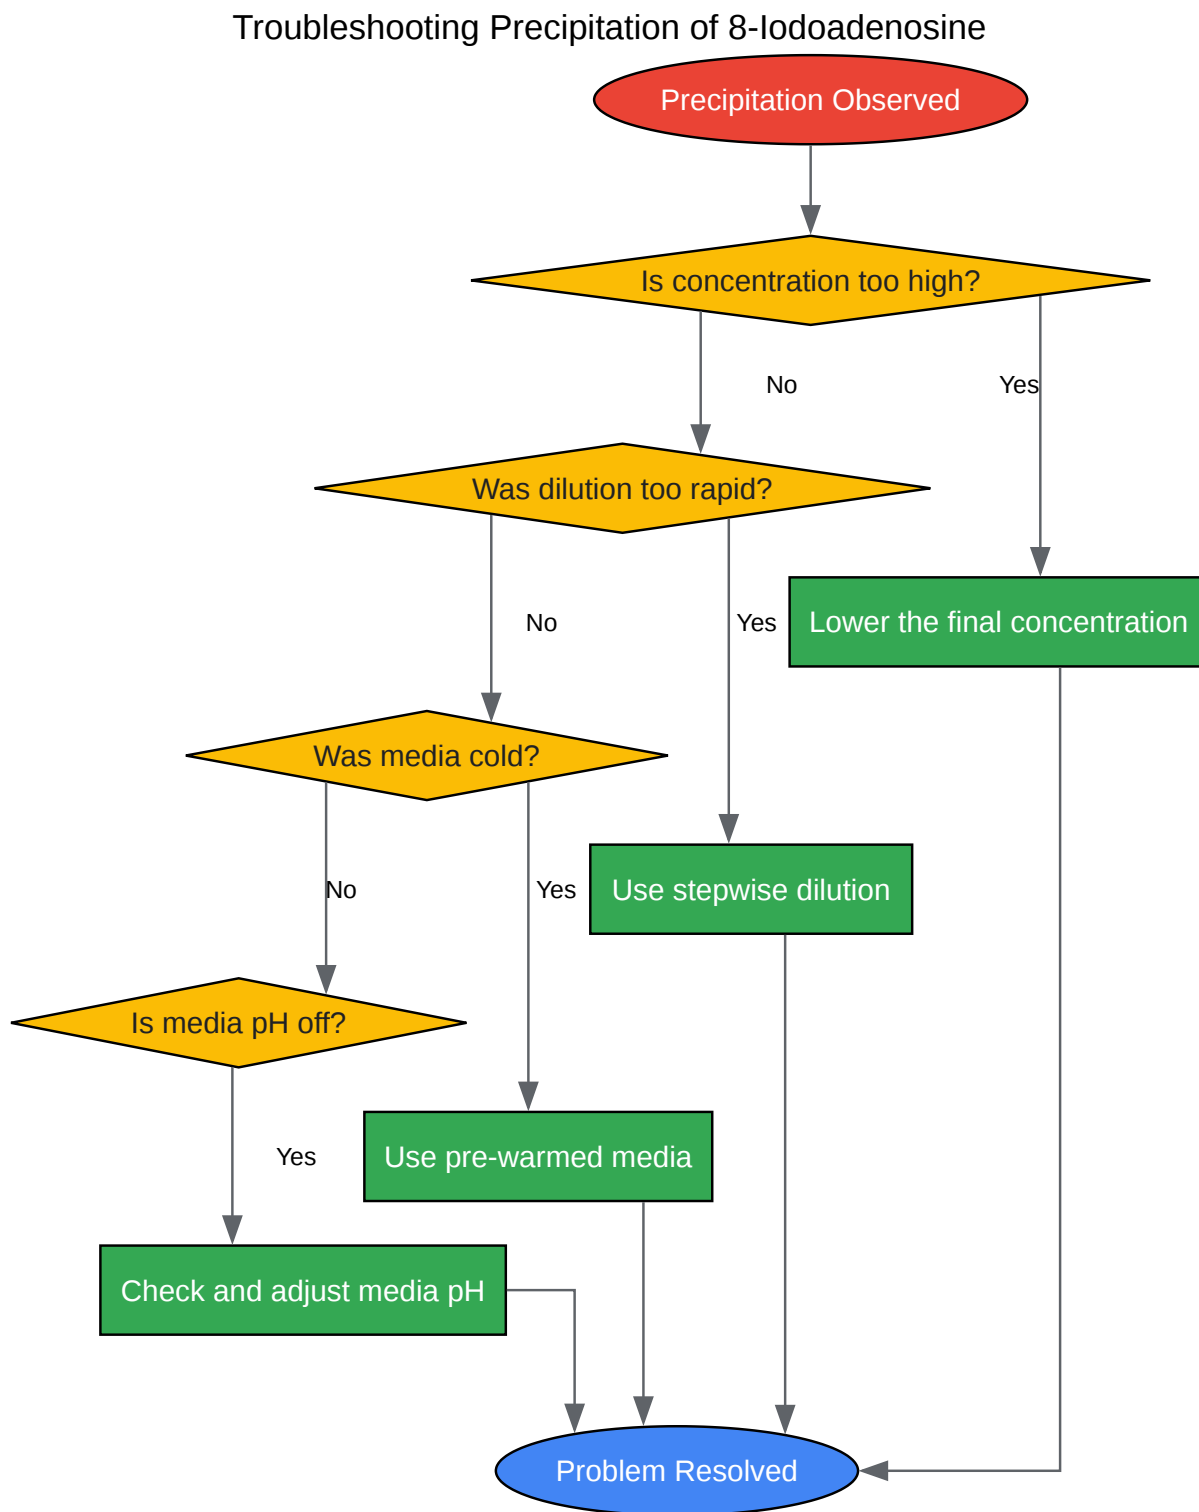 Troubleshooting Precipitation of 8-Iodoadenosine
Precipitation Observed
Is concentration too high?
No
Yes
Was dilution too rapid?
No
Yes
Lower the final concentration
Was media cold?
No
Yes
Use stepwise dilution
Is media pH off?
Yes
Use pre-warmed media
Check and adjust media pH
Problem Resolved